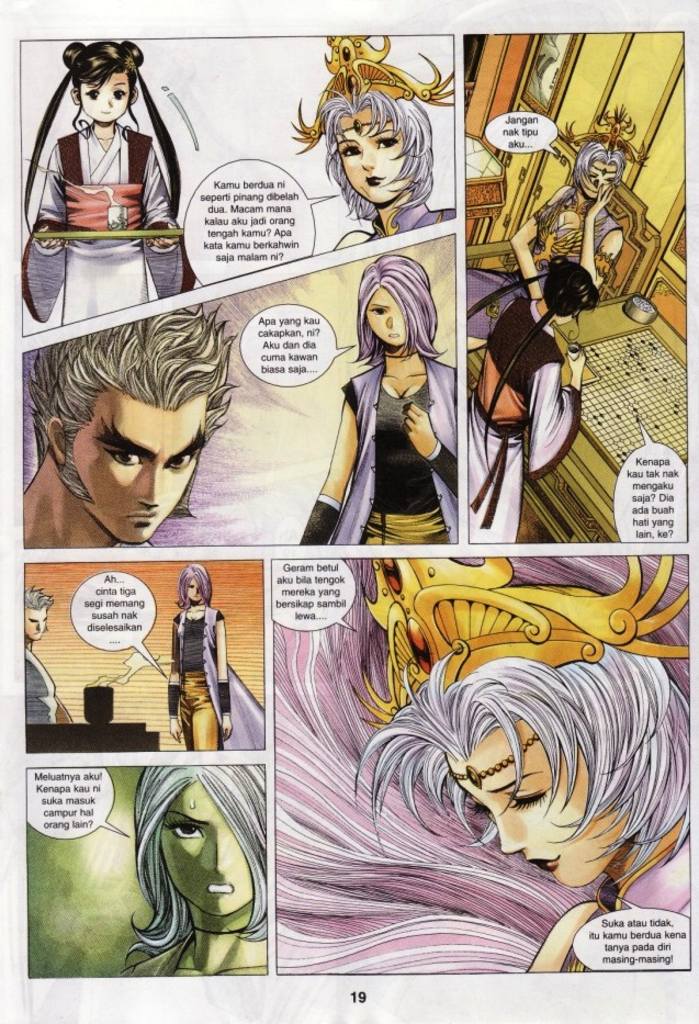 Kamu berdua ni
seperti pinang dibelah
dua. Macam mana
kalau aku jadi orang
tengah kamu? Apa
kata kamu berkahwin
saja malam ni?
Jangan
nak tipu
aku...
Apa yang kau
cakapkan, ni?
Aku dan dia
cuma kawan
biasa saja....
Kenapa
kau tak nak
mengaku
saja? Dia
ada buah
hati yang
lain, ke?
Ah...
cinta tiga
segi memang
susah nak
diselesaikan
....
Geram betul
aku bila tengok
mereka yang
bersikap sambil
lewa....
Meluatnya aku!
Kenapa kau ni
suka masuk
campur hal
orang lain?
Suka atau tidak,
itu kamu berdua kena
tanya pada diri
masing-masing!
19